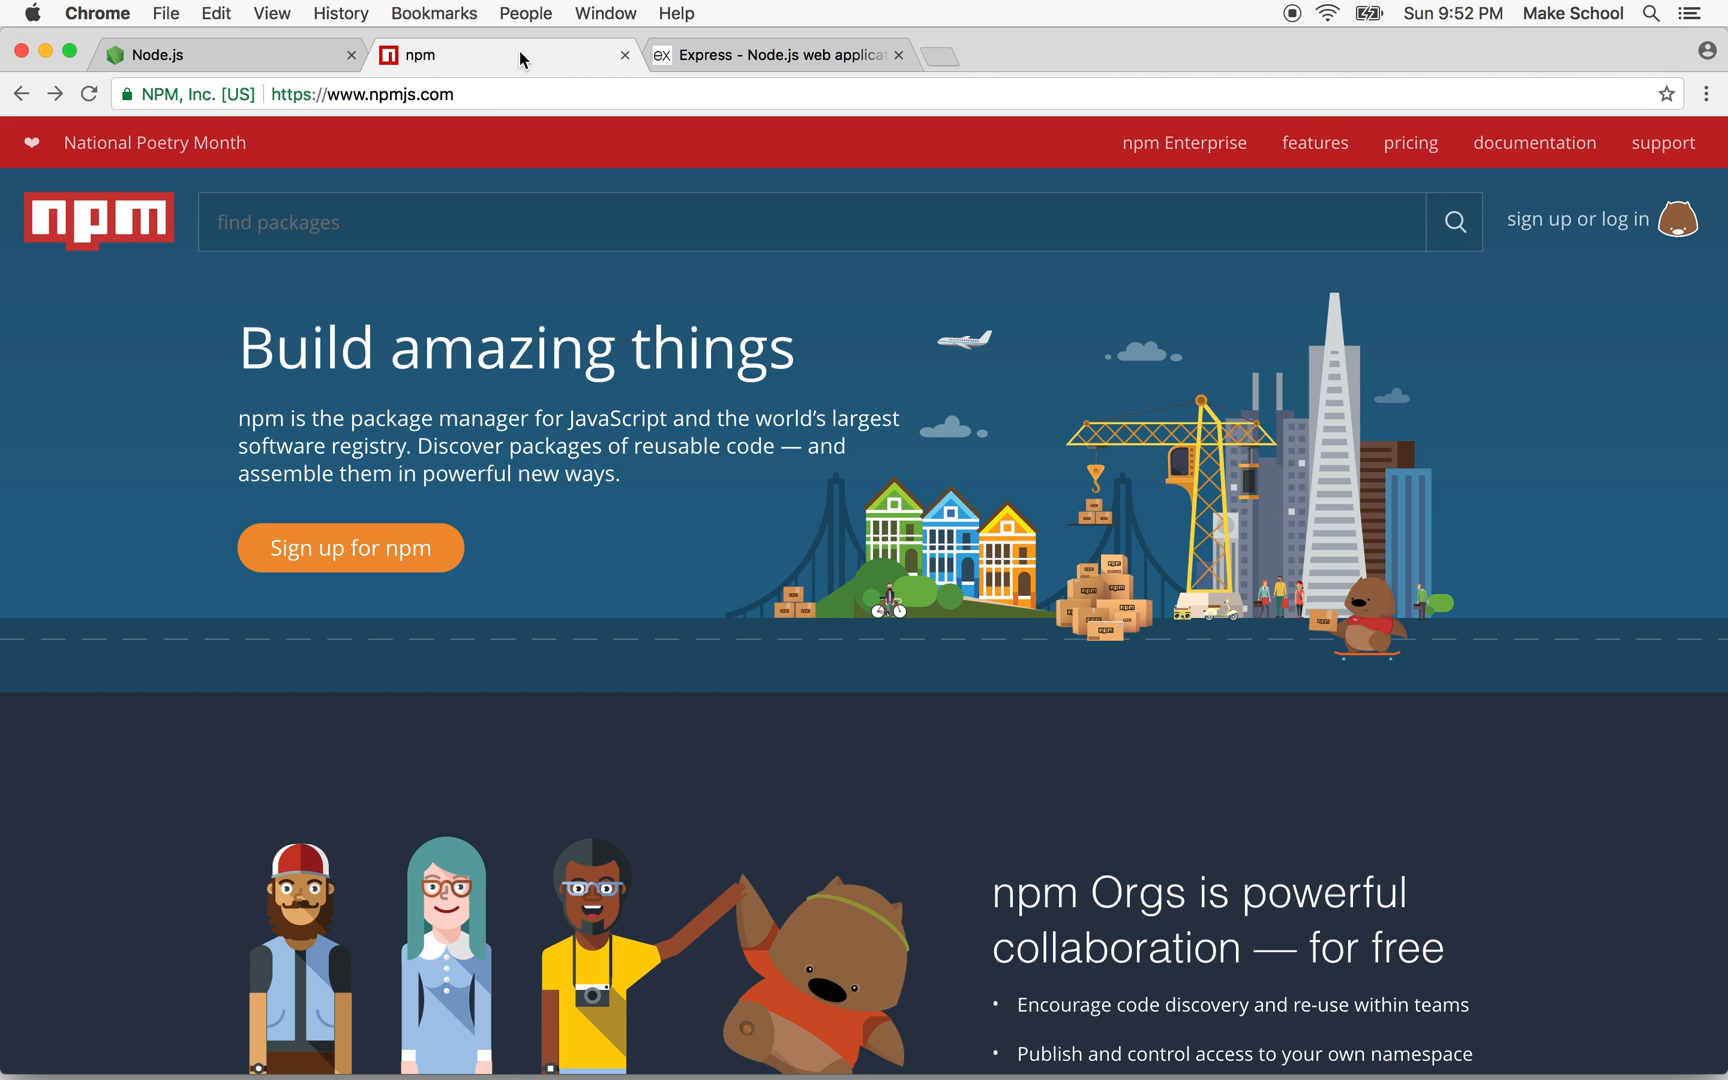 Chrome File Edit View History Bookmarks People Window Help Sun 9:52 PM Make School
Node.js npm Express - Node.js web applicat
NPM, Inc. [US] https://www.npmjs.com
National Poetry Month npm Enterprise features pricing documentation support
npm find packages sign up or log in
Build amazing things
npm is the package manager for JavaScript and the world's largest
software registry. Discover packages of reusable code — and
assemble them in powerful new ways.
Sign up for npm
npm Orgs is powerful
collaboration — for free
• Encourage code discovery and re-use within teams
• Publish and control access to your own namespace